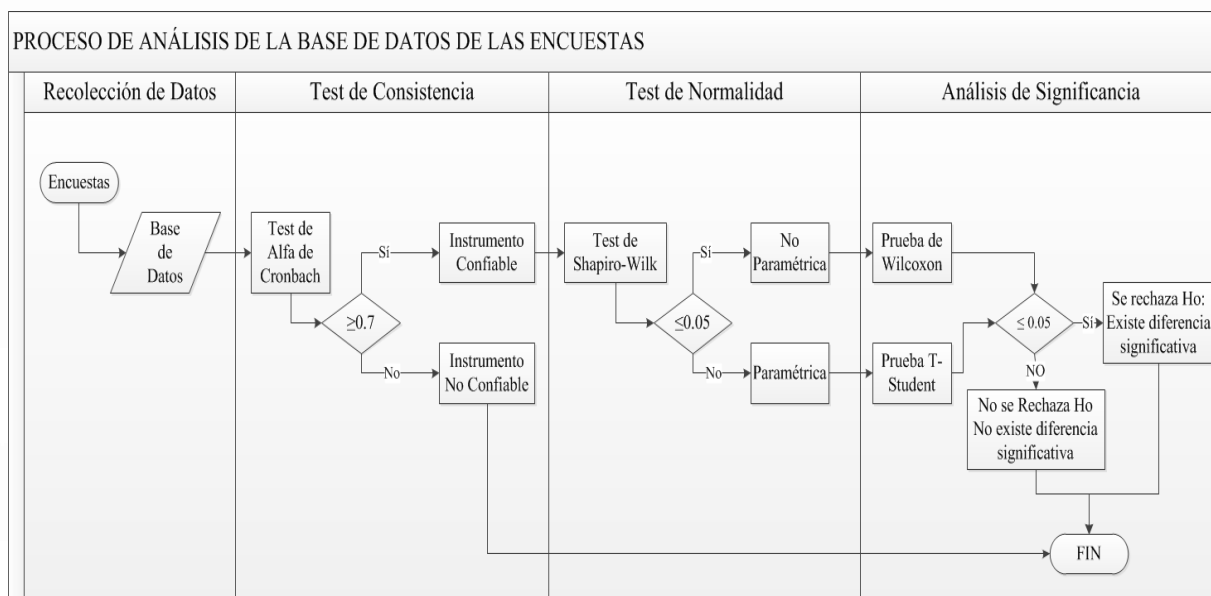 PROCESO DE ANÁLISIS DE LA BASE DE DATOS DE LAS ENCUESTAS
Recolección de Datos
Test de Consistencia
Test de Normalidad
Análisis de Significancia
Encuestas
Base
de
Datos
Test de
Alfa de
Cronbach
≥0.7
Sí
Instrumento
Confiable
No
Instrumento
No Confiable
Test de
Shapiro-Wilk
≤0.05
Sí
No
Paramétrica
No
Paramétrica
Prueba de
Wilcoxon
Prueba T-
Student
≤ 0.05
Sí
Se rechaza Ho:
Existe diferencia
significativa
NO
No se Rechaza Ho
No existe diferencia
significativa
FIN